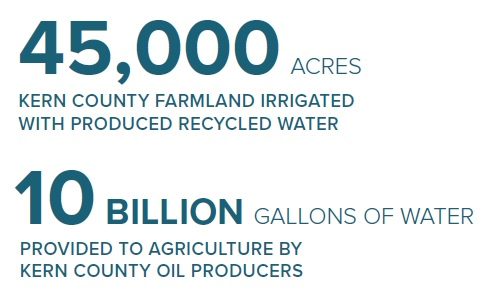 45,000 ACRES
KERN COUNTY FARMLAND IRRIGATED
WITH PRODUCED RECYCLED WATER
10 BILLION GALLONS OF WATER
PROVIDED TO AGRICULTURE BY
KERN COUNTY OIL PRODUCERS